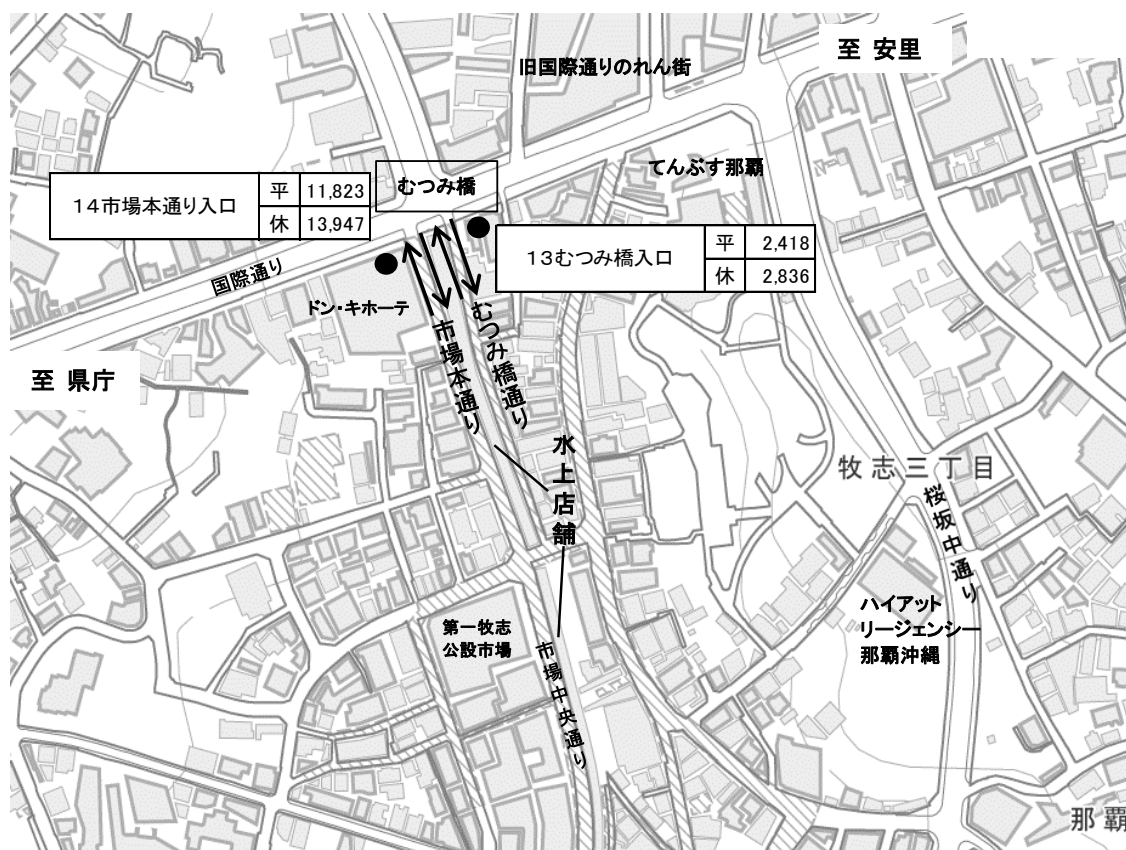 至 安里
旧国際通りのれん街
てんぶす那覇
むつみ橋
14市場本通り入口
平 11,823
休 13,947
13むつみ橋入口
平 2,418
休 2,836
国際通り
ドン・キホーテ
至 県庁
市場本通り
むつみ橋通り
水上店舗
牧志三丁目
桜坂中通り
ハイアット
リージェンシー
那覇沖縄
第一牧志
公設市場
市場中央通り
那覇